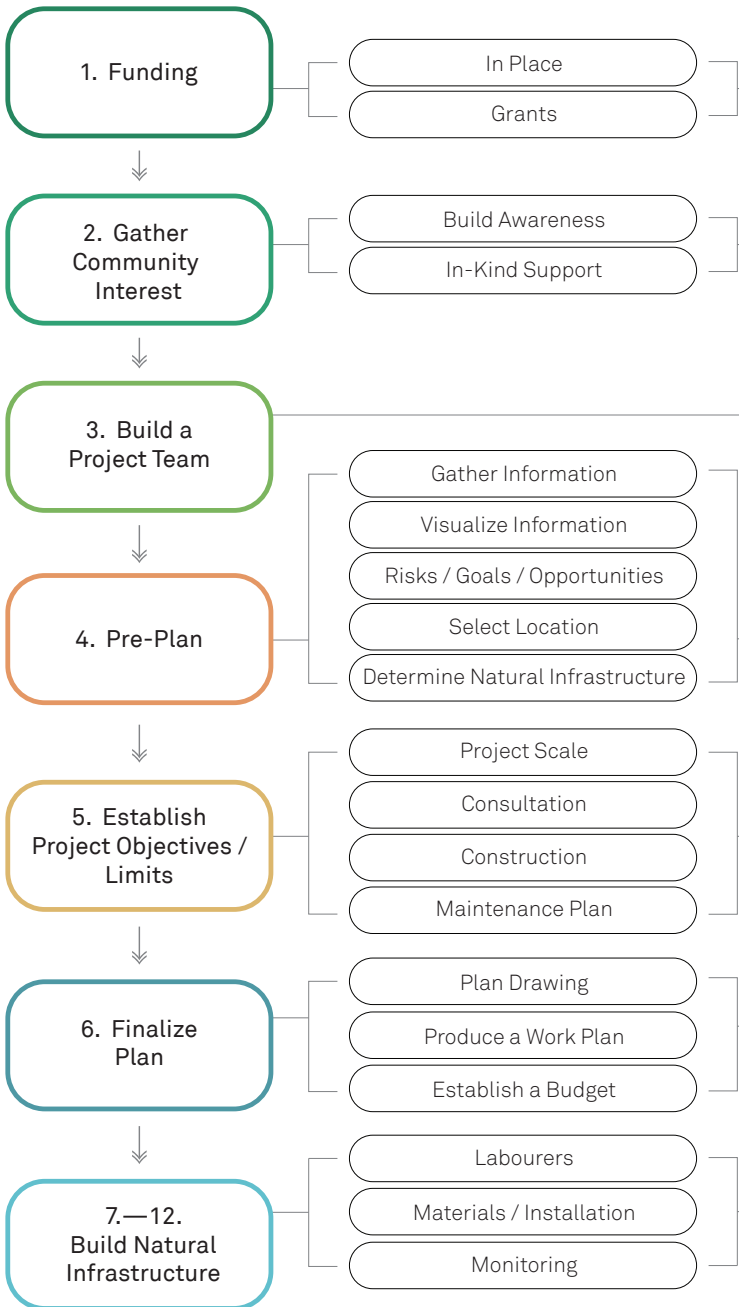 1. Funding
In Place
Grants
2. Gather
Community
Interest
Build Awareness
In-Kind Support
3. Build a
Project Team
4. Pre-Plan
Gather Information
Visualize Information
Risks / Goals / Opportunities
Select Location
Determine Natural Infrastructure
5. Establish
Project Objectives /
Limits
Project Scale
Consultation
Construction
Maintenance Plan
6. Finalize
Plan
Plan Drawing
Produce a Work Plan
Establish a Budget
7.—12.
Build Natural
Infrastructure
Labourers
Materials / Installation
Monitoring